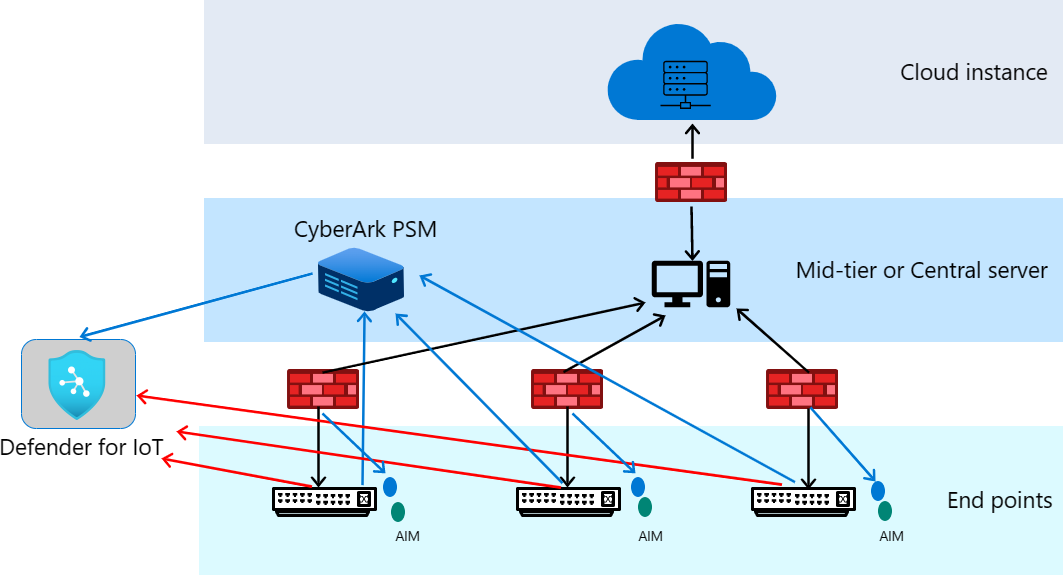 Cloud instance
CyberArk PSM
Mid-tier or Central server
Defender for IoT
End points
AIM
AIM
AIM